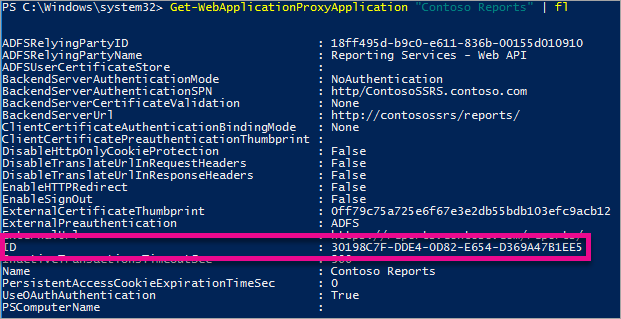 PS C:\Windows\system32> Get-WebApplicationProxyApplication "Contoso Reports" | fl
ADFSRelyingPartyID : 18ff495d-b9c0-e611-836b-00155d010910
ADFSRelyingPartyName : Reporting Services - Web API
ADFSUserCertificateStore :
BackendServerAuthenticationMode : NoAuthentication
BackendServerAuthenticationSPN : http/ContosoSSRS.contoso.com
BackendServerCertificateValidation : None
BackendServerUrl : http://contosossrs/reports/
ClientCertificateAuthenticationBindingMode : None
ClientCertificatePreauthenticationThumbprint :
DisableHttpOnlyCookieProtection : False
DisableTranslateUrlInRequestHeaders : False
DisableTranslateUrlInResponseHeaders : False
EnableHTTPRedirect : False
EnableSignOut : False
ExternalCertificateThumbprint : 0ff79c75a725e6f67e3e2db55bdb103efc9acb12
ExternalPreauthentication : ADFS
ID : 30198C7F-DDE4-0D82-E654-D369A47B1EE5
Name : Contoso Reports
PersistentAccessCookieExpirationTimeSec : 0
UseOAuthAuthentication : True
PSComputerName :